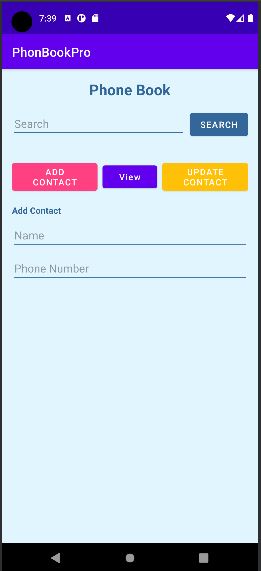 7:39
PhonBookPro
Phone Book
Search
SEARCH
ADD
CONTACT
View
UPDATE
CONTACT
Add Contact
Name
Phone Number